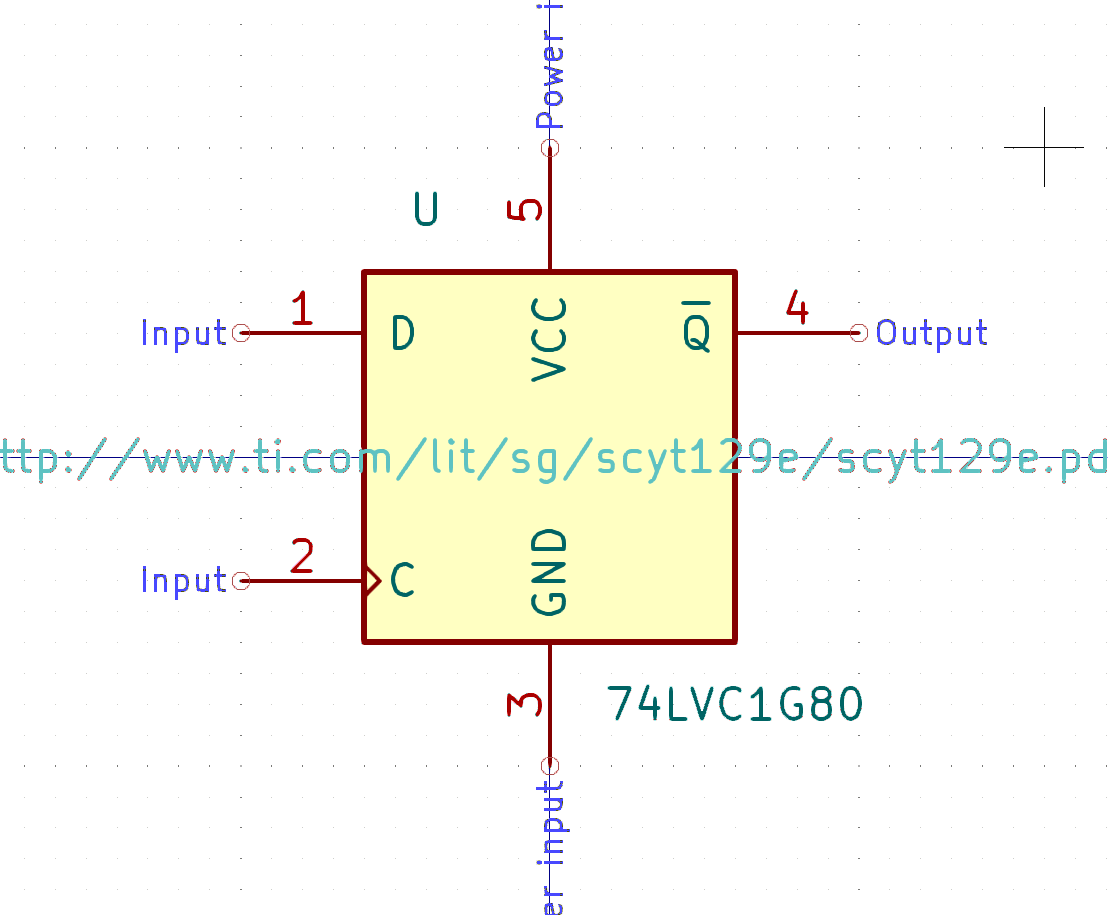 Power i
U
5
1
4
Input
D
VCC
Q̅
Output
ttp://www.ti.com/lit/sg/scyt129e/scyt129e.pd
2
Input
C
GND
3
74LVC1G80
er input